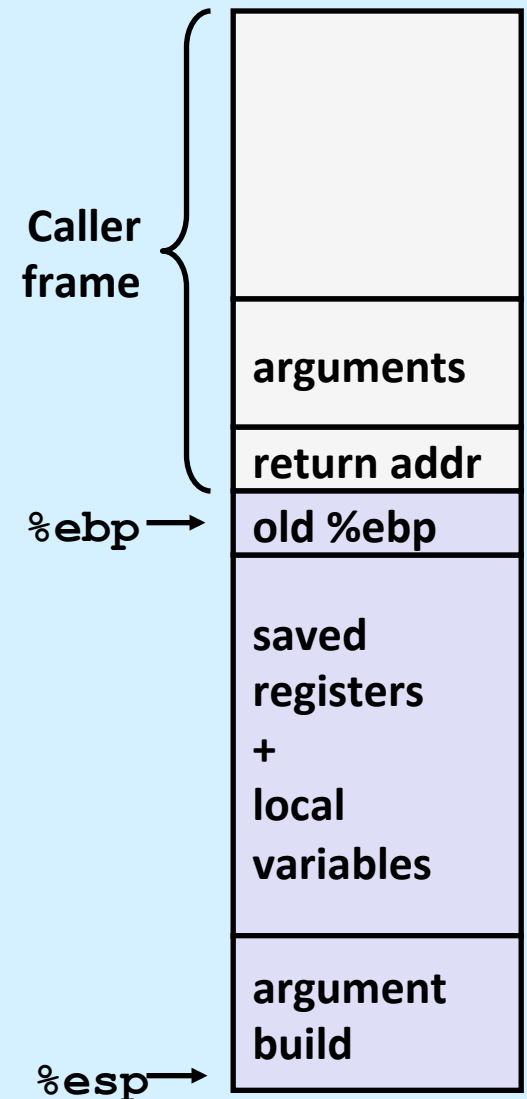 Caller
frame
arguments
return addr
%ebp
old %ebp
saved
registers
+
local
variables
argument
build
%esp